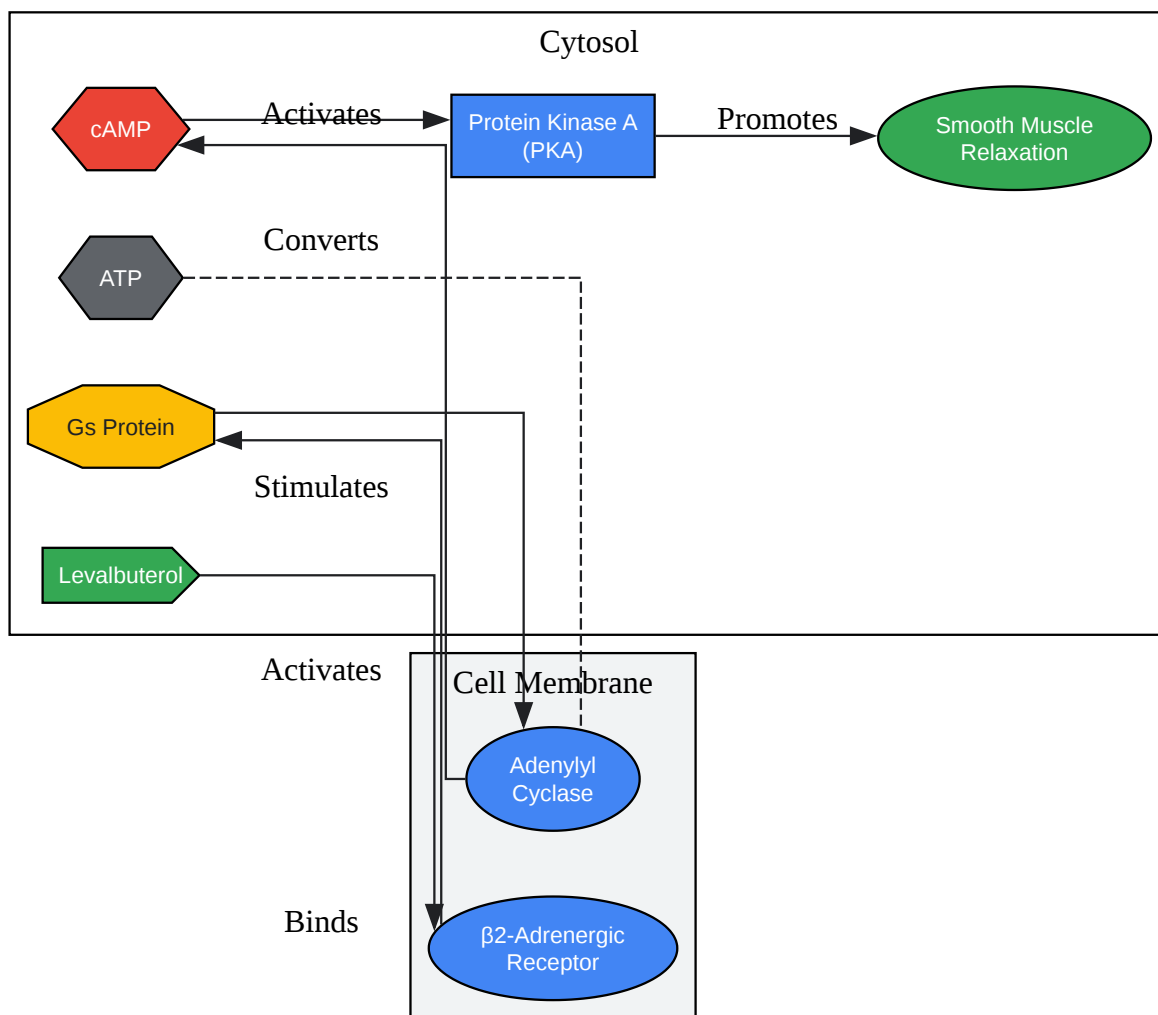 Cytosol
cAMP
Activates
Protein Kinase A
(PKA)
Promotes
Smooth Muscle
Relaxation
Converts
ATP
Gs Protein
Stimulates
Levalbuterol
Activates
Cell Membrane
Adenylyl
Cyclase
Binds
β2-Adrenergic
Receptor